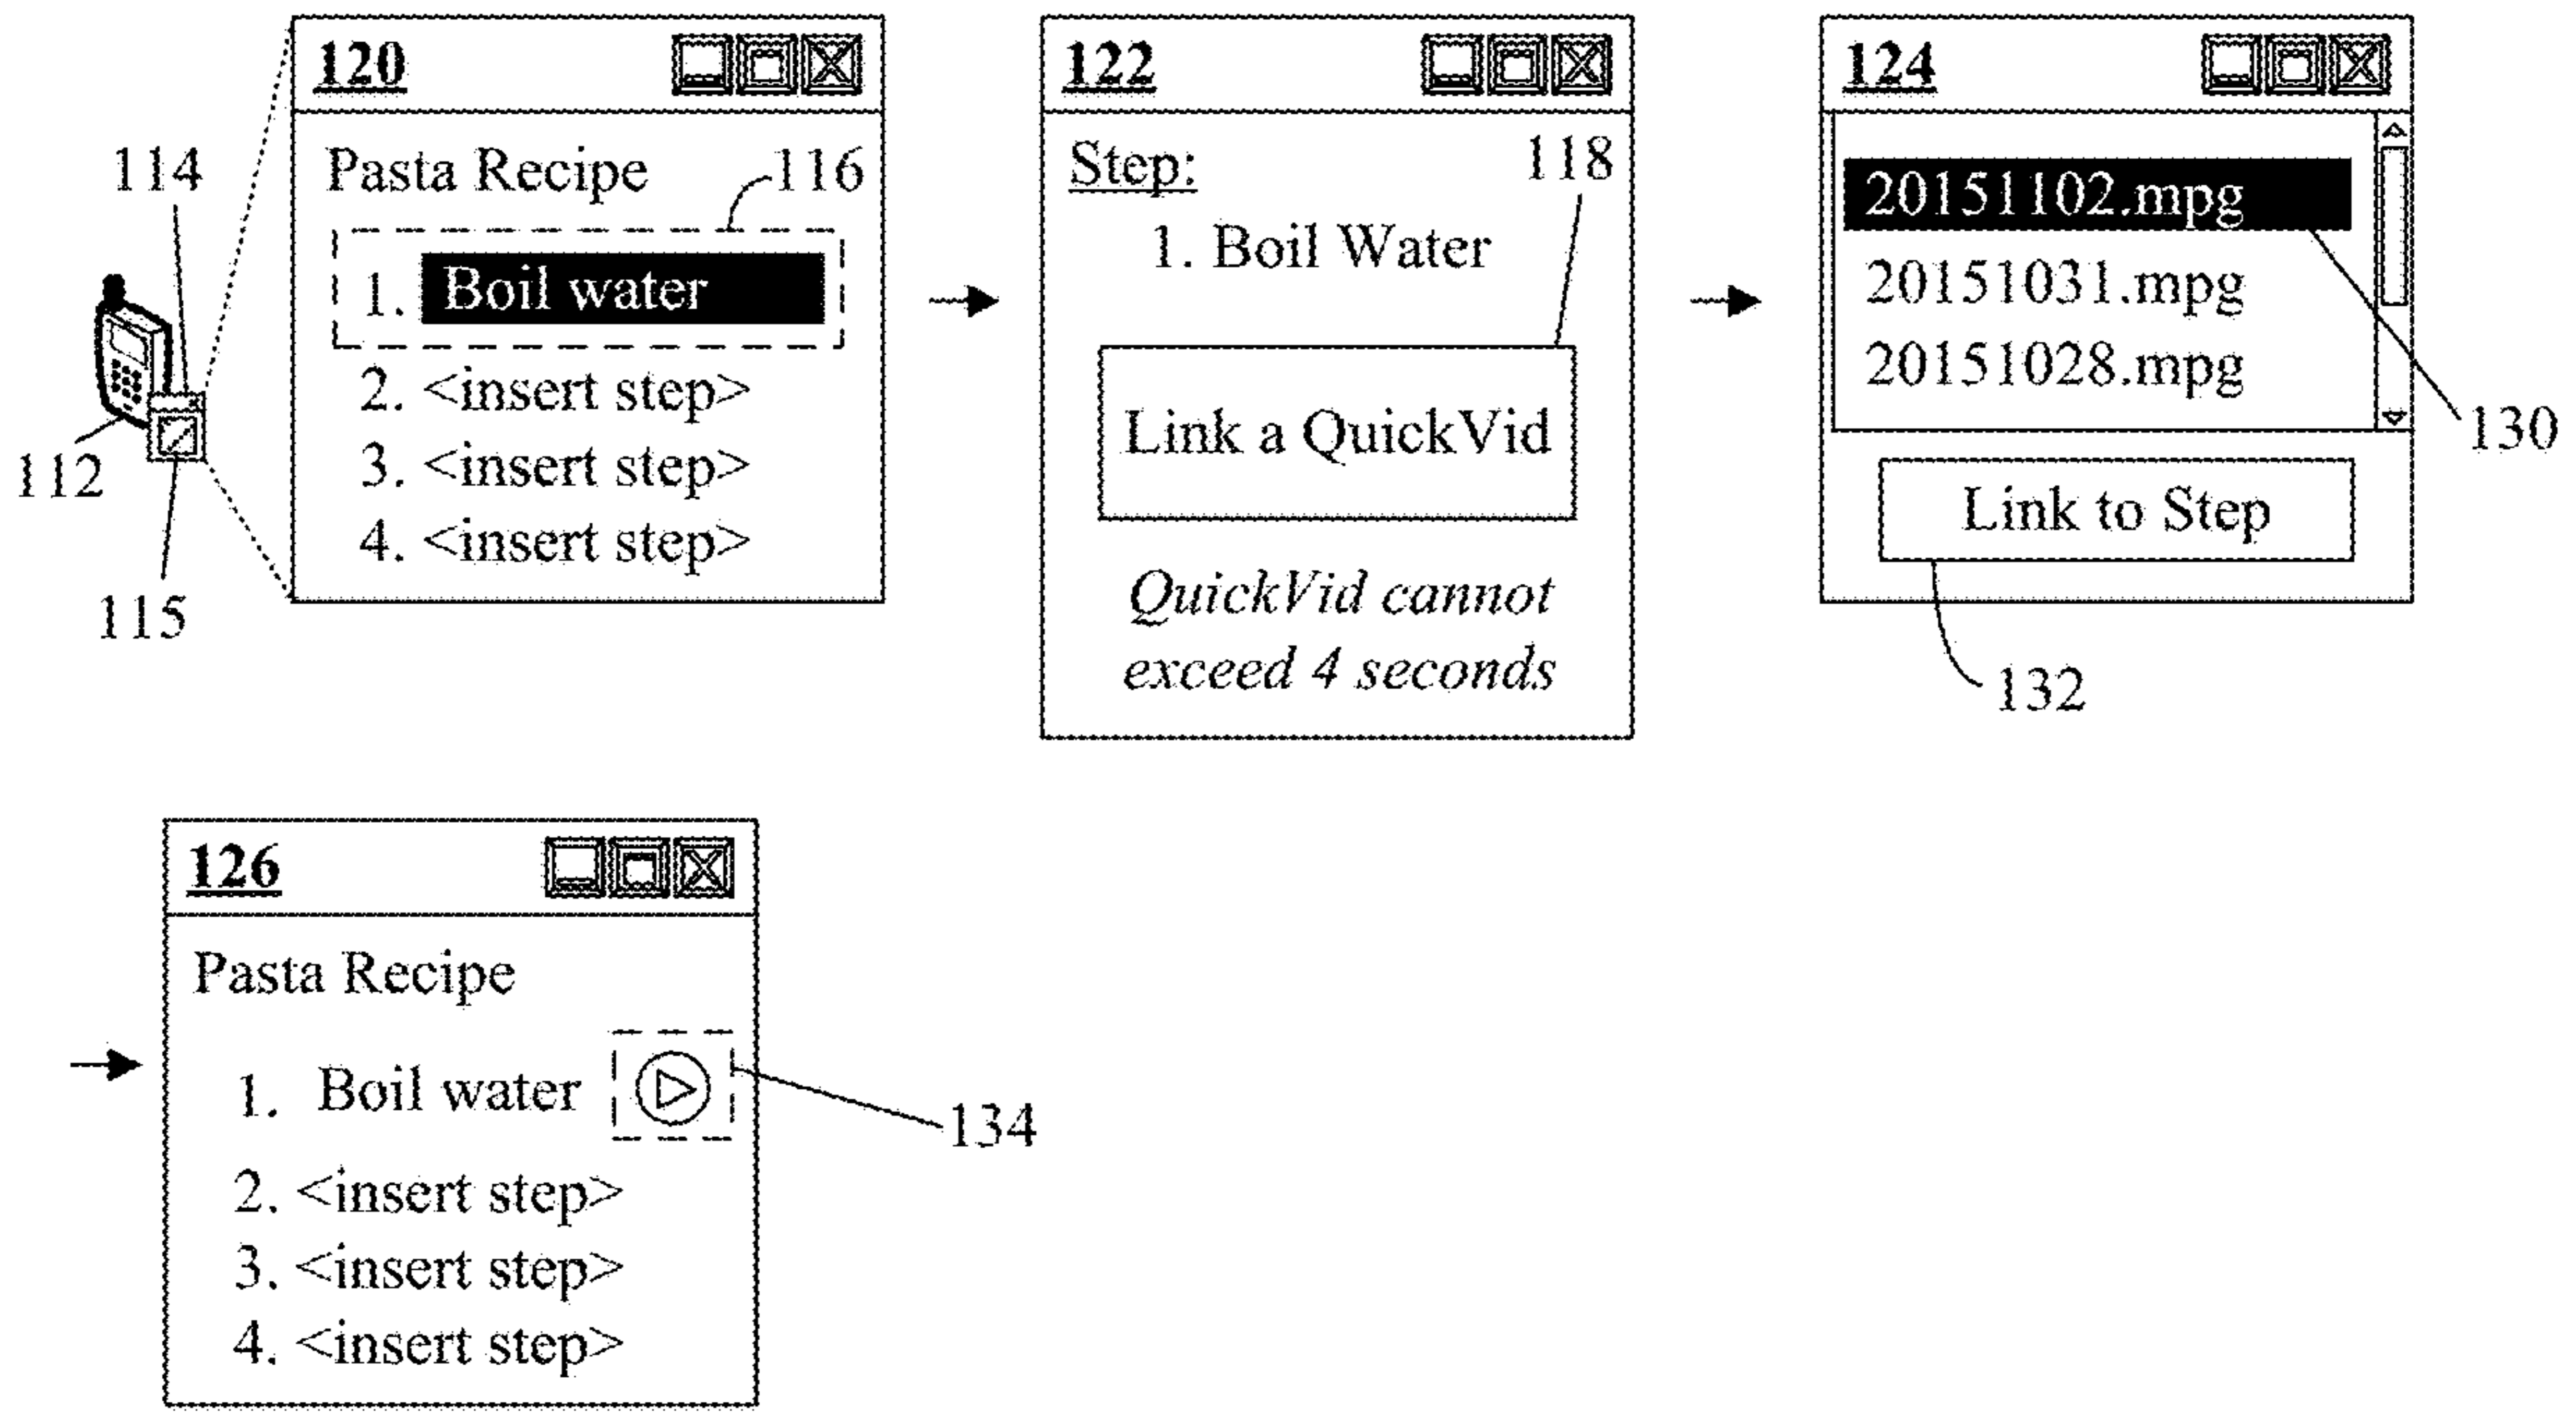 120
Pasta Recipe
116
1. Boil water
2. <insert step>
3. <insert step>
4. <insert step>
114
112
115
122
Step:
118
1. Boil Water
Link a QuickVid
QuickVid cannot
exceed 4 seconds
124
20151102.mpg
20151031.mpg
20151028.mpg
130
Link to Step
132
126
Pasta Recipe
1. Boil water
134
2. <insert step>
3. <insert step>
4. <insert step>